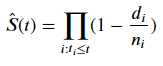 Ŝ(t) = ∏_{i:t_i≤t} (1 − d_i/n_i)